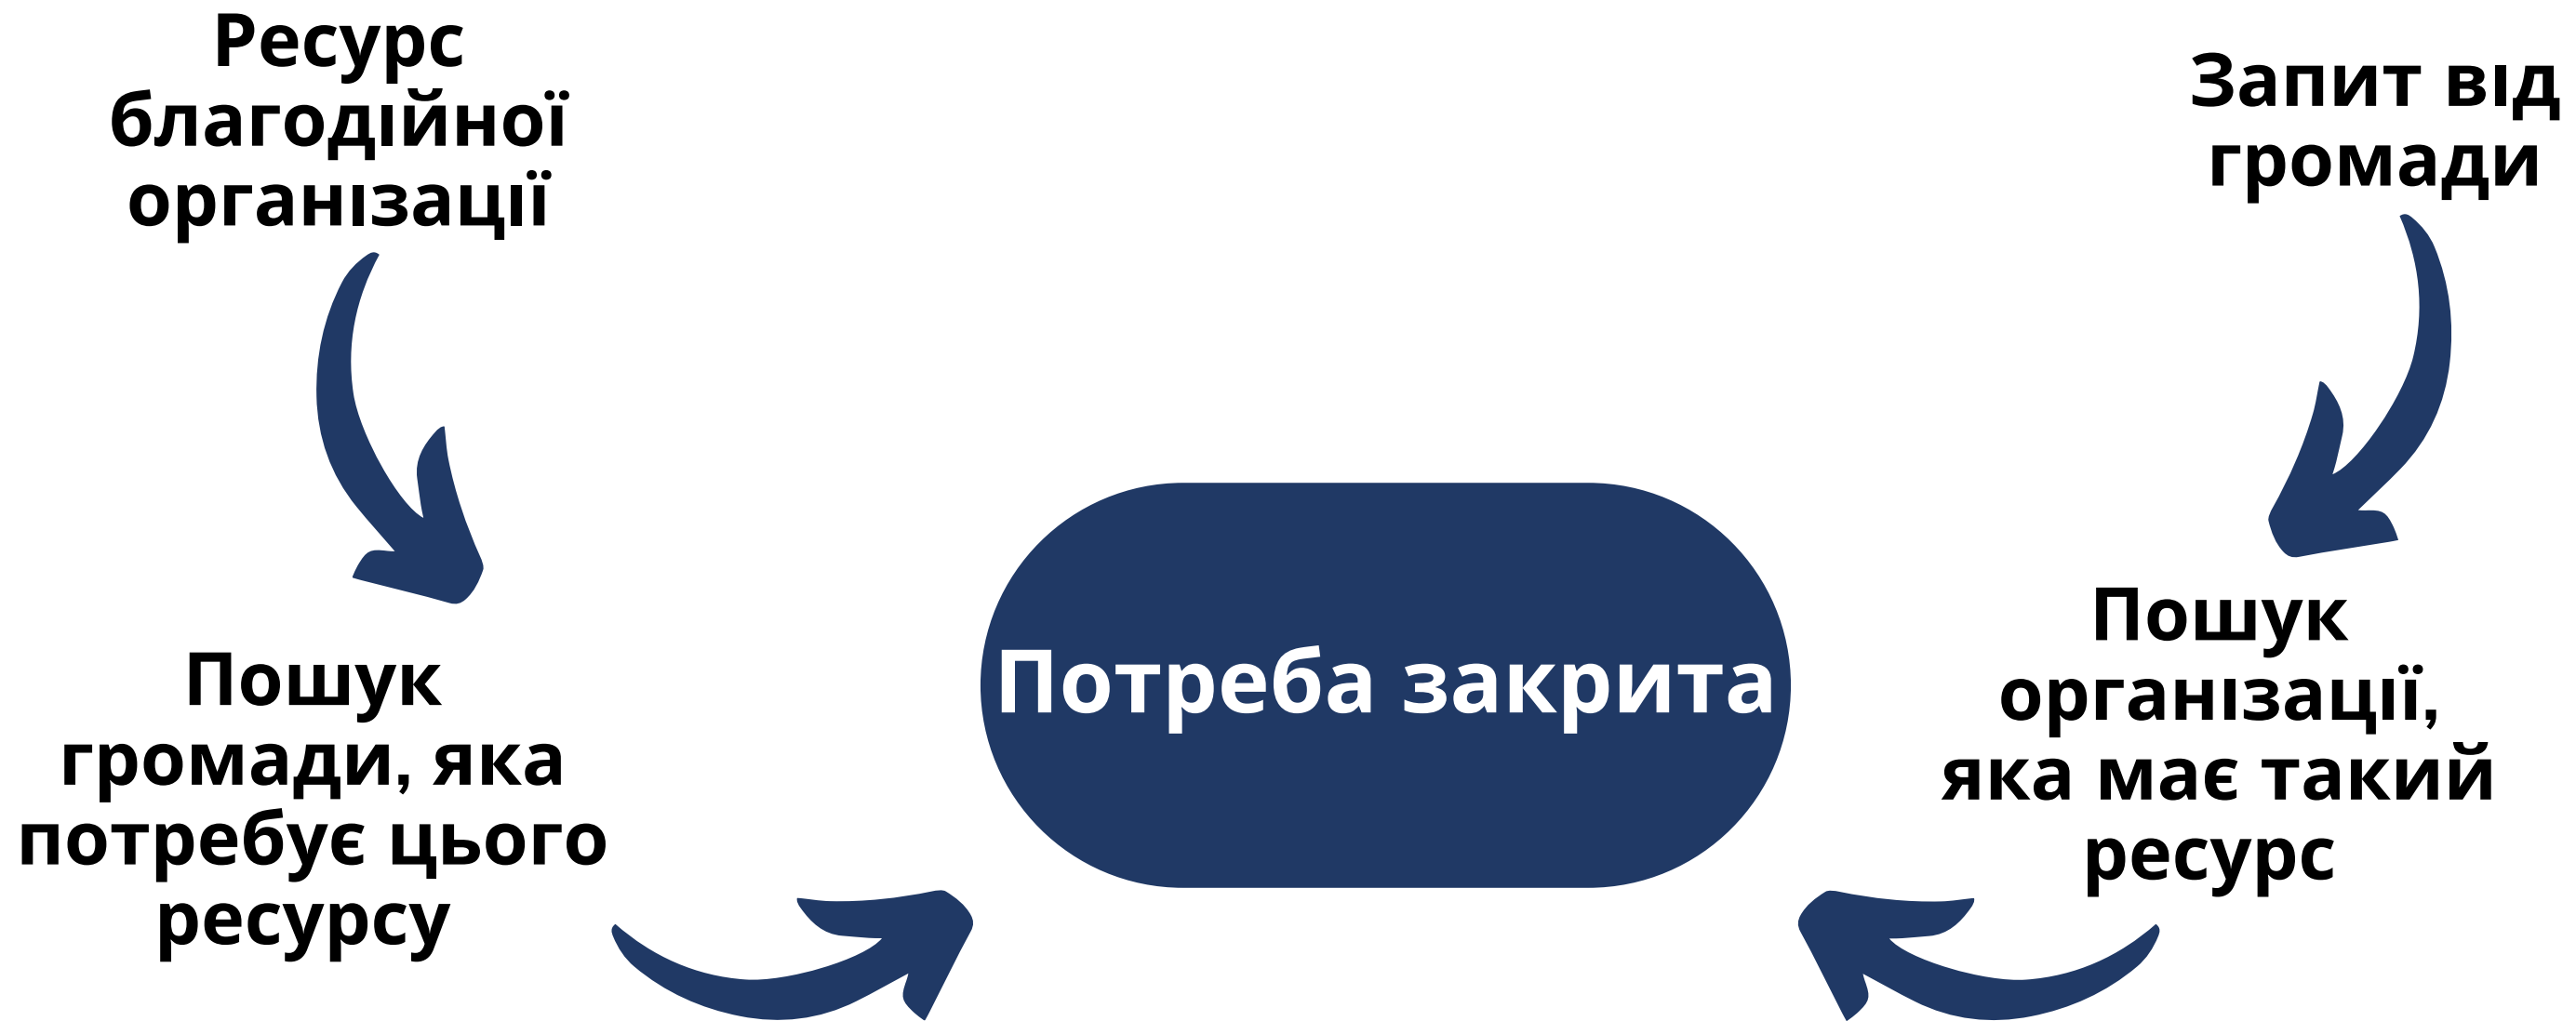 Ресурс
благодійної
організації
Пошук
громади, яка
потребує цього
ресурсу
Потреба закрита
Запит від
громади
Пошук
організації,
яка має такий
ресурс